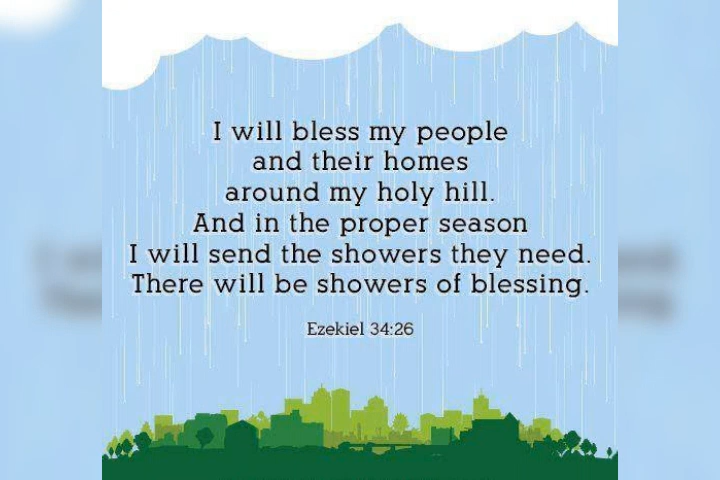 I will bless my people
and their homes
around my holy hill.
And in the proper season
I will send the showers they need.
There will be showers of blessing.
Ezekiel 34:26